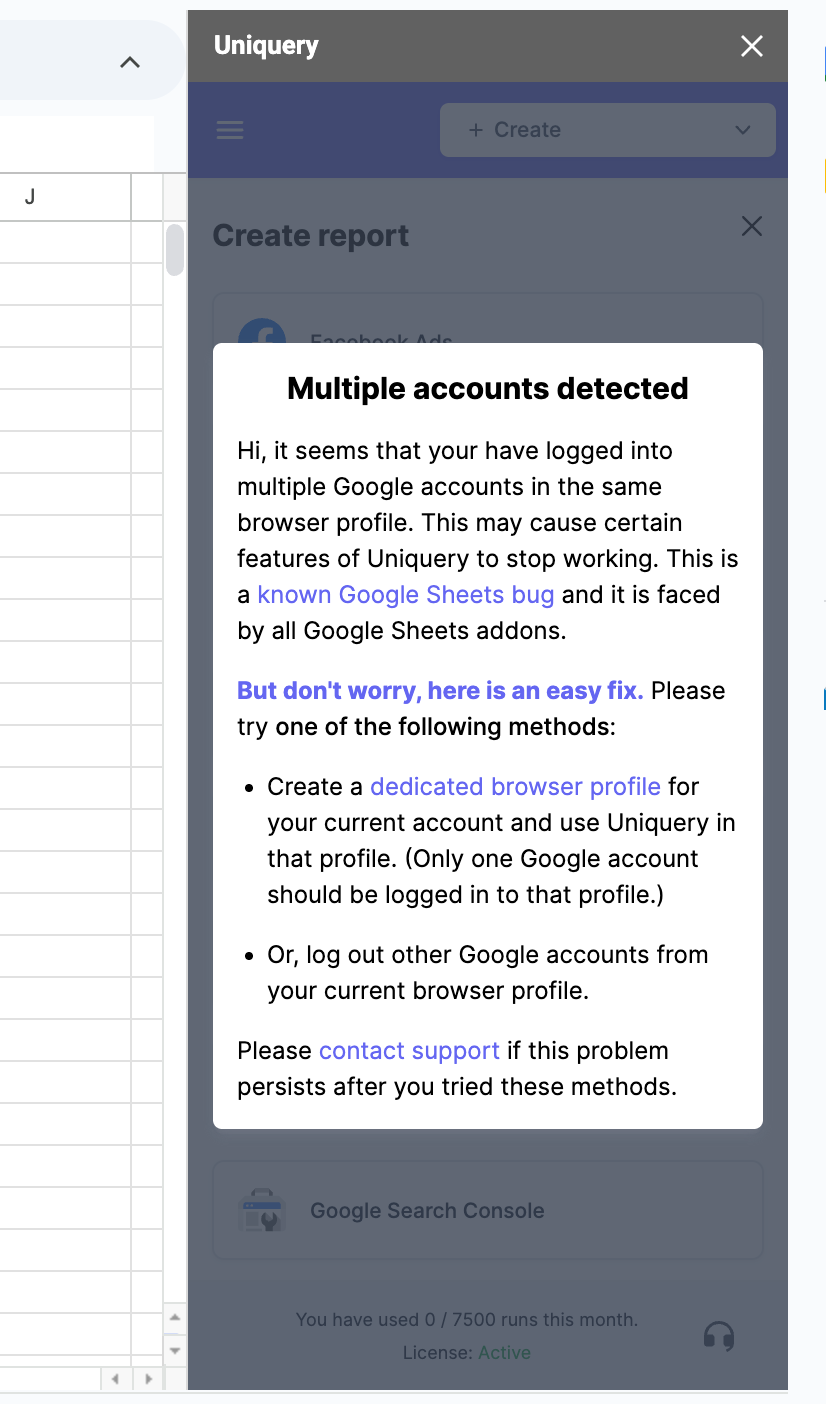 Uniquery
+ Create
J
Create report
Facebook Ads
Multiple accounts detected
Hi, it seems that your have logged into
multiple Google accounts in the same
browser profile. This may cause certain
features of Uniquery to stop working. This is
a known Google Sheets bug and it is faced
by all Google Sheets addons.
But don't worry, here is an easy fix. Please
try one of the following methods:
• Create a dedicated browser profile for
your current account and use Uniquery in
that profile. (Only one Google account
should be logged in to that profile.)
• Or, log out other Google accounts from
your current browser profile.
Please contact support if this problem
persists after you tried these methods.
Google Search Console
You have used 0 / 7500 runs this month.
License: Active